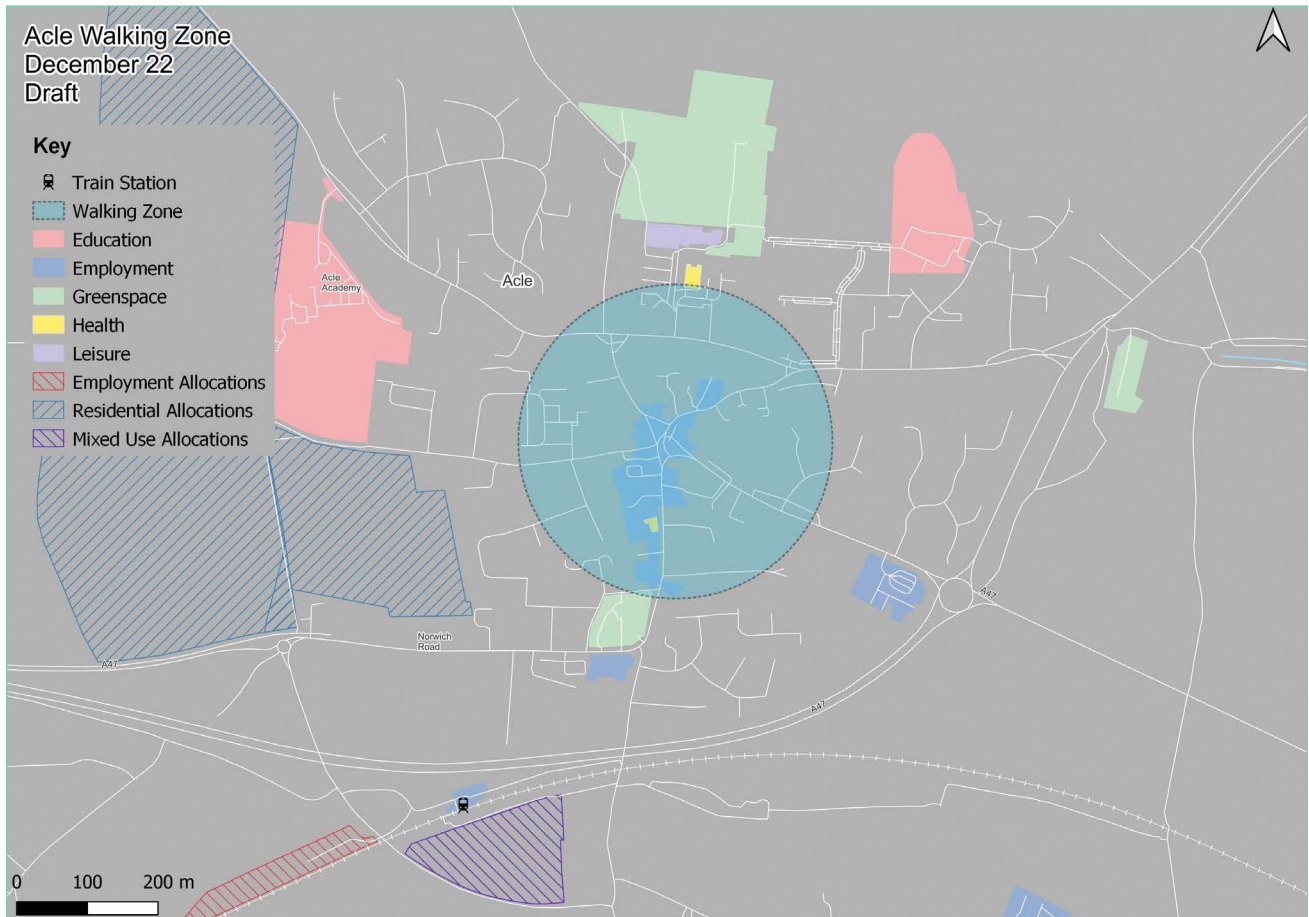 Acle Walking Zone
December 22
Draft
Key
Train Station
Walking Zone
Education
Employment
Greenspace
Health
Leisure
Employment Allocations
Residential Allocations
Mixed Use Allocations
Acle
Academy
Acle
A47
Norwich
Road
A47
A47
0 100 200 m